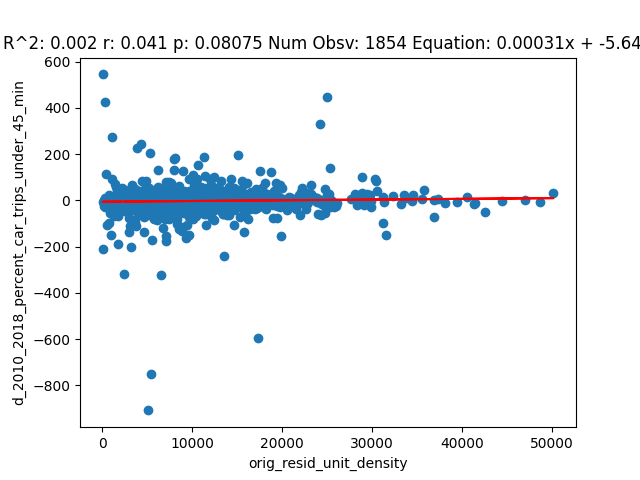 R^2: 0.002 r: 0.041 p: 0.08075 Num Obsv: 1854 Equation: 0.00031x + -5.64
600
400
200
0
−200
−400
−600
−800
d_2010_2018_percent_car_trips_under_45_min
0 10000 20000 30000 40000 50000
orig_resid_unit_density